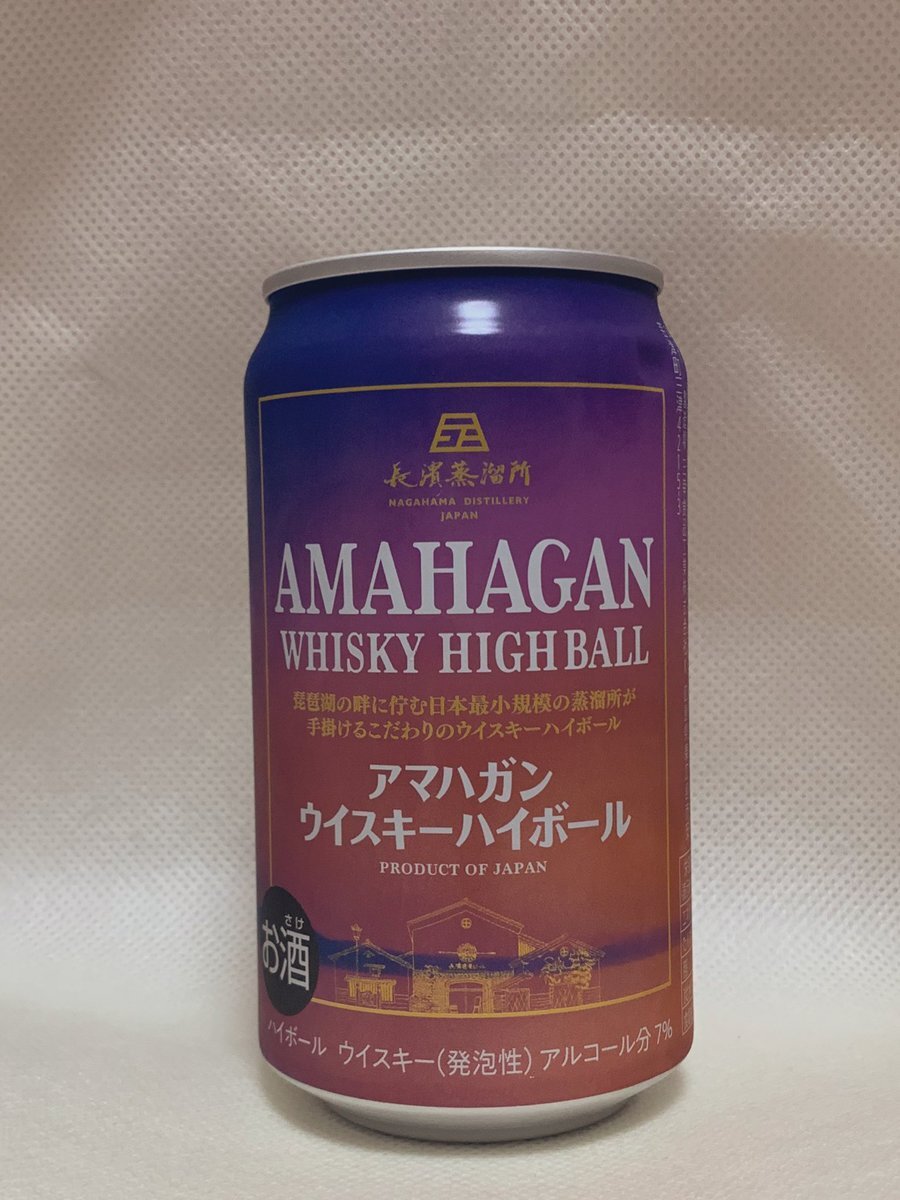 長濱蒸溜所
NAGAHAMA DISTILLERY
JAPAN
AMAHAGAN
WHISKY HIGHBALL
琵琶湖の畔に佇む日本最小規模の蒸溜所が
手掛けるこだわりのウイスキーハイボール
アマハガン
ウイスキーハイボール
PRODUCT OF JAPAN
さけ
お酒
ハイボール ウイスキー(発泡性) アルコール分 7%